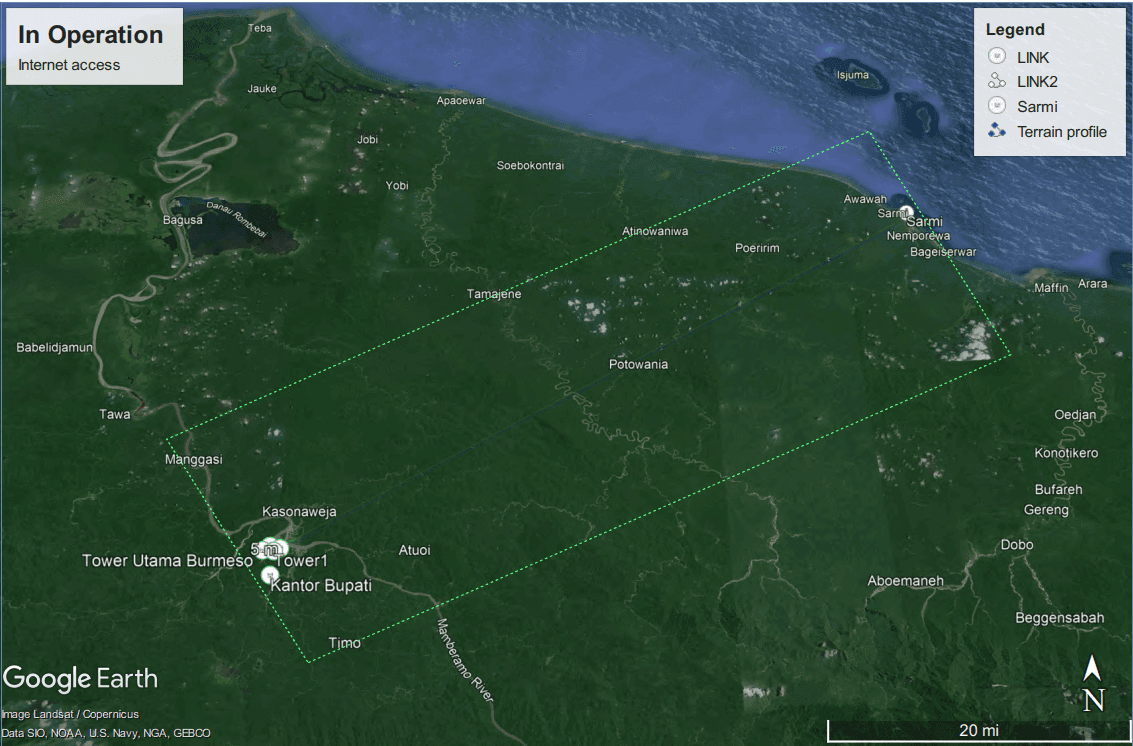 In Operation
Internet access
Legend
LINK
LINK2
Sarmi
Terrain profile
Teba
Isjuma
Jauke
Apaoewar
Jobi
Soebokontrai
Yobi
Awawah
Danau Rombebai
Sarmi
Bagusa
Sarmi
Atinowaniwa
Nemporewa
Poeririm
Bageiserwar
Maffin
Arara
Tamajene
Babelidjamun
Potowania
Tawa
Oedjan
Manggasi
Konotikero
Bufareh
Kasonaweja
Gereng
5 m
Atuoi
Dobo
Tower Utama Burmeso
Tower1
Aboemaneh
Kantor Bupati
Beggensabah
Timo
Mamberamo River
Google Earth
N
Image Landsat / Copernicus
Data SIO, NOAA, U.S. Navy, NGA, GEBCO
20 mi